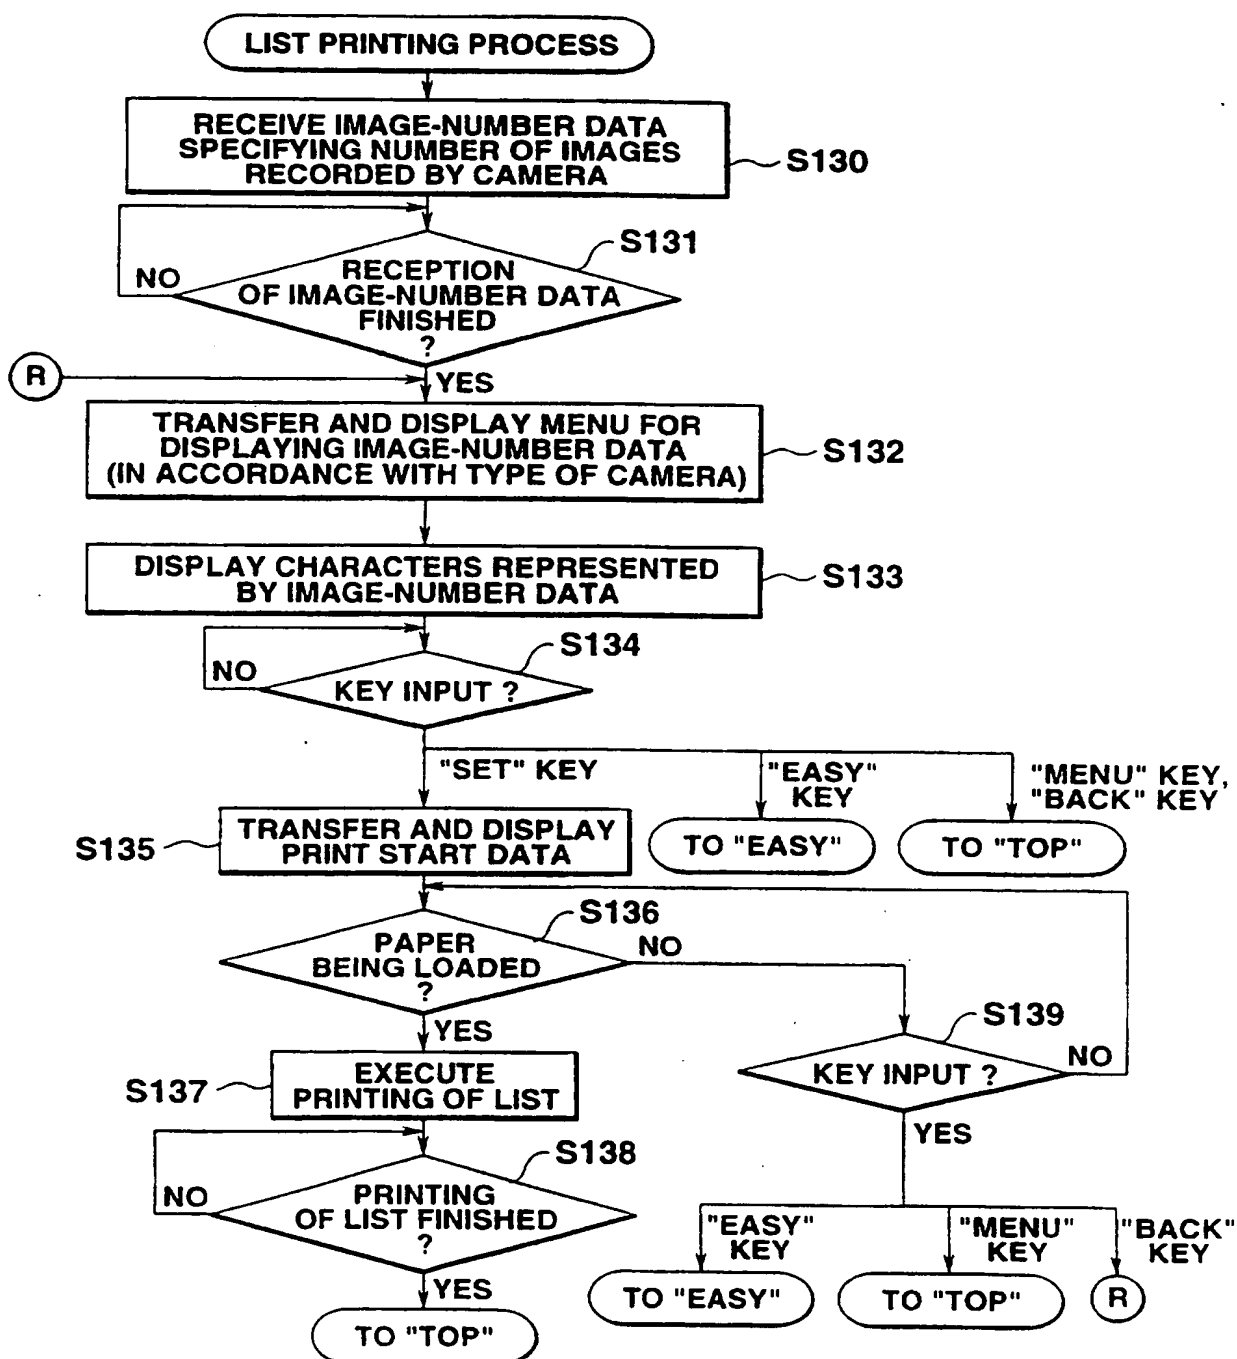 LIST PRINTING PROCESS
RECEIVE IMAGE-NUMBER DATA
SPECIFYING NUMBER OF IMAGES
RECORDED BY CAMERA
S130
S131
NO
RECEPTION
OF IMAGE-NUMBER DATA
FINISHED
?
R
YES
TRANSFER AND DISPLAY MENU FOR
DISPLAYING IMAGE-NUMBER DATA
(IN ACCORDANCE WITH TYPE OF CAMERA)
S132
DISPLAY CHARACTERS REPRESENTED
BY IMAGE-NUMBER DATA
S133
S134
NO
KEY INPUT ?
"SET" KEY
"EASY"
KEY
"MENU" KEY,
"BACK" KEY
S135
TRANSFER AND DISPLAY
PRINT START DATA
TO "EASY"
TO "TOP"
S136
PAPER
BEING LOADED
?
NO
YES
S139
KEY INPUT ?
NO
YES
S137
EXECUTE
PRINTING OF LIST
S138
NO
PRINTING
OF LIST FINISHED
?
YES
TO "TOP"
"EASY"
KEY
"MENU"
KEY
"BACK"
KEY
TO "EASY"
TO "TOP"
R